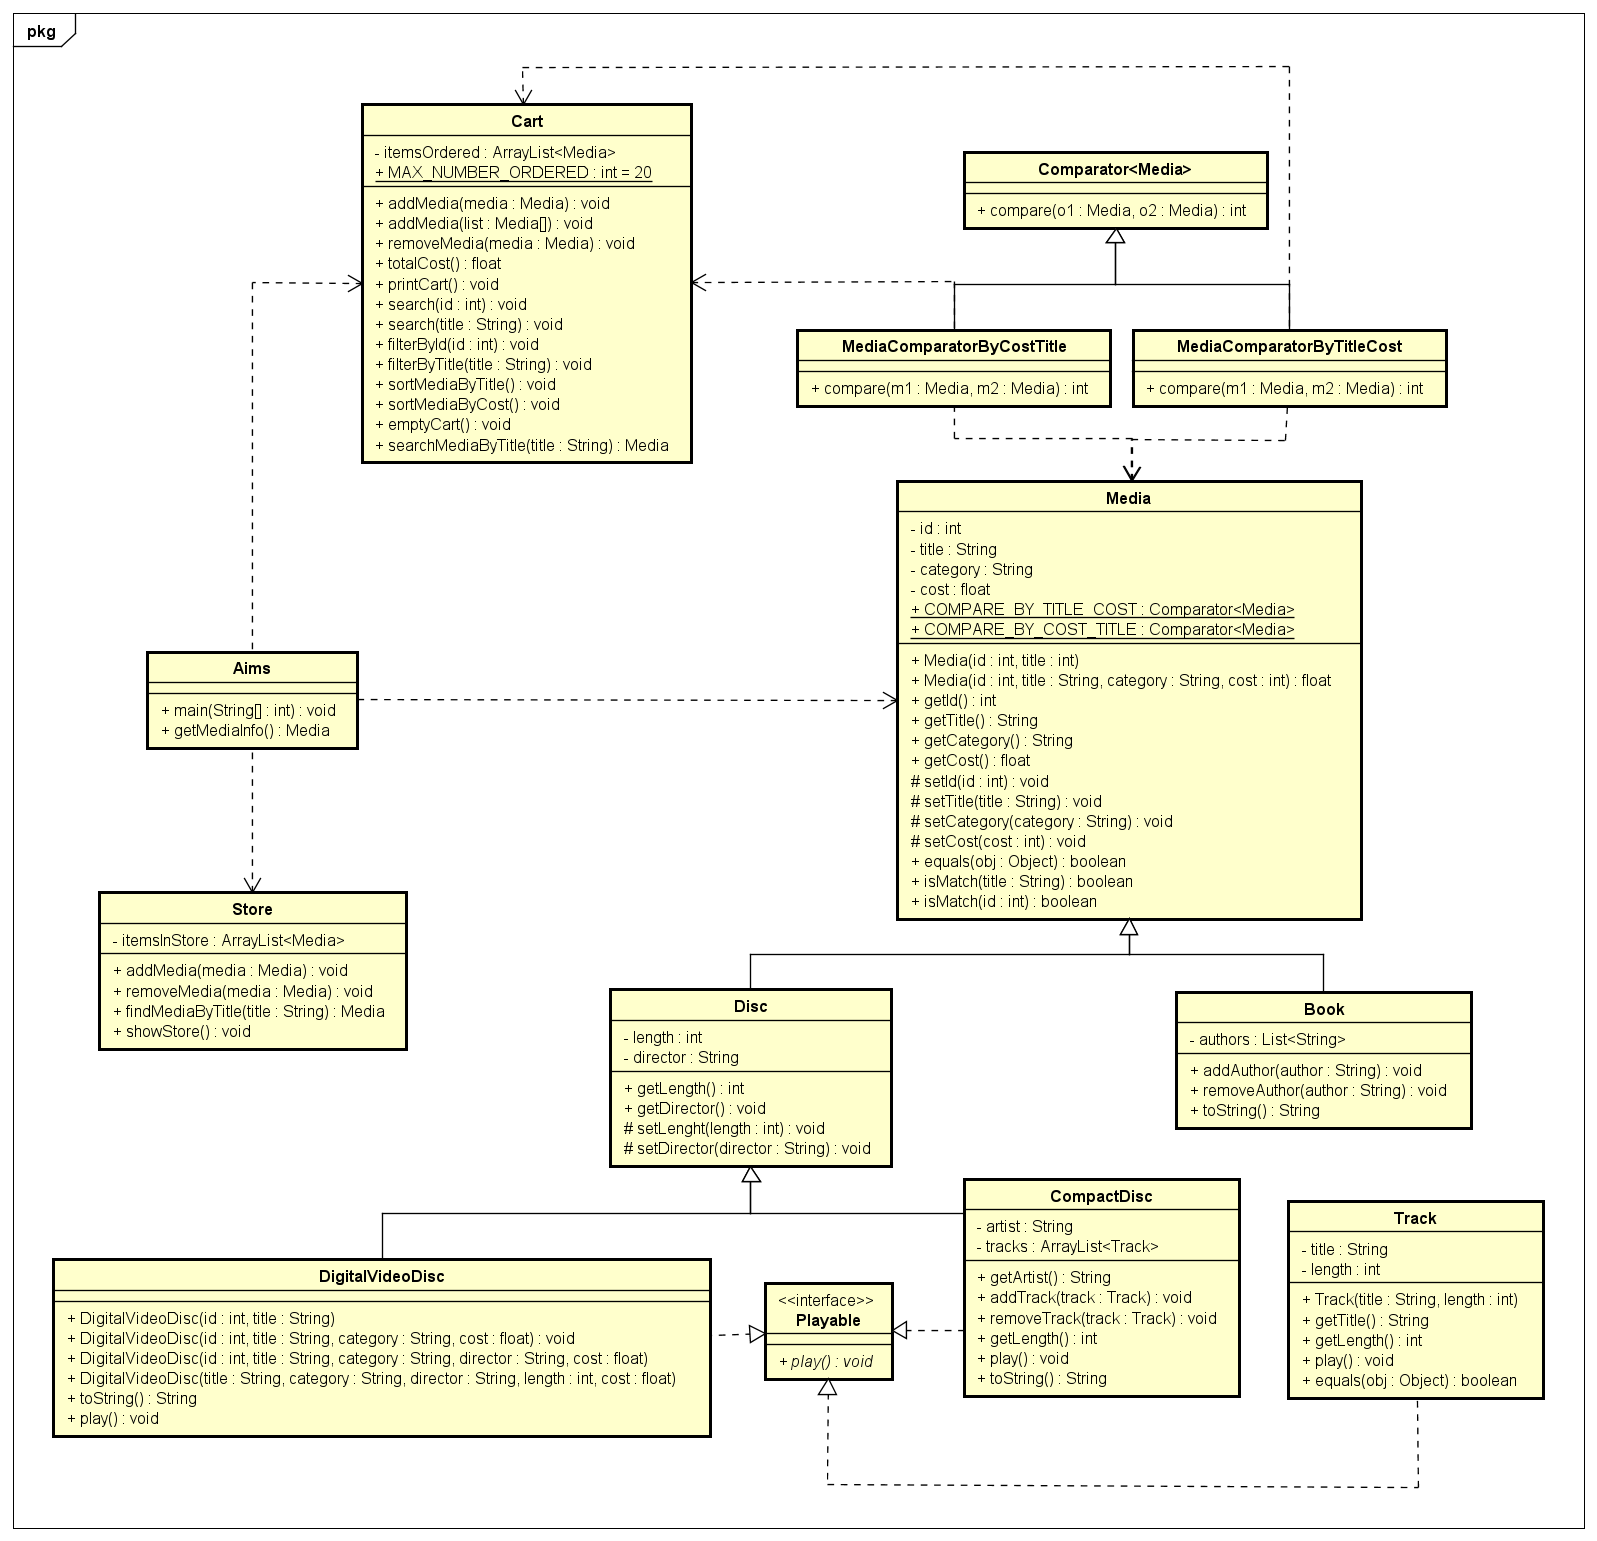 pkg
Cart
- itemsOrdered : ArrayList<Media>
+ MAX_NUMBER_ORDERED : int = 20
+ addMedia(media : Media) : void
+ addMedia(list : Media[]) : void
+ removeMedia(media : Media) : void
+ totalCost() : float
+ printCart() : void
+ search(id : int) : void
+ search(title : String) : void
+ filterById(id : int) : void
+ filterByTitle(title : String) : void
+ sortMediaByTitle() : void
+ sortMediaByCost() : void
+ emptyCart() : void
+ searchMediaByTitle(title : String) : Media
Comparator<Media>
+ compare(o1 : Media, o2 : Media) : int
MediaComparatorByCostTitle
+ compare(m1 : Media, m2 : Media) : int
MediaComparatorByTitleCost
+ compare(m1 : Media, m2 : Media) : int
Media
- id : int
- title : String
- category : String
- cost : float
+ COMPARE_BY_TITLE_COST : Comparator<Media>
+ COMPARE_BY_COST_TITLE : Comparator<Media>
+ Media(id : int, title : int)
+ Media(id : int, title : String, category : String, cost : int) : float
+ getId() : int
+ getTitle() : String
+ getCategory() : String
+ getCost() : float
# setId(id : int) : void
# setTitle(title : String) : void
# setCategory(category : String) : void
# setCost(cost : int) : void
+ equals(obj : Object) : boolean
+ isMatch(title : String) : boolean
+ isMatch(id : int) : boolean
Aims
+ main(String[] : int) : void
+ getMediaInfo() : Media
Store
- itemsInStore : ArrayList<Media>
+ addMedia(media : Media) : void
+ removeMedia(media : Media) : void
+ findMediaByTitle(title : String) : Media
+ showStore() : void
Disc
- length : int
- director : String
+ getLength() : int
+ getDirector() : void
# setLenght(length : int) : void
# setDirector(director : String) : void
Book
- authors : List<String>
+ addAuthor(author : String) : void
+ removeAuthor(author : String) : void
+ toString() : String
DigitalVideoDisc
+ DigitalVideoDisc(id : int, title : String)
+ DigitalVideoDisc(id : int, title : String, category : String, cost : float) : void
+ DigitalVideoDisc(id : int, title : String, category : String, director : String, cost : float)
+ DigitalVideoDisc(title : String, category : String, director : String, length : int, cost : float)
+ toString() : String
+ play() : void
<<interface>>
Playable
+ play() : void
CompactDisc
- artist : String
- tracks : ArrayList<Track>
+ getArtist() : String
+ addTrack(track : Track) : void
+ removeTrack(track : Track) : void
+ getLength() : int
+ play() : void
+ toString() : String
Track
- title : String
- length : int
+ Track(title : String, length : int)
+ getTitle() : String
+ getLength() : int
+ play() : void
+ equals(obj : Object) : boolean